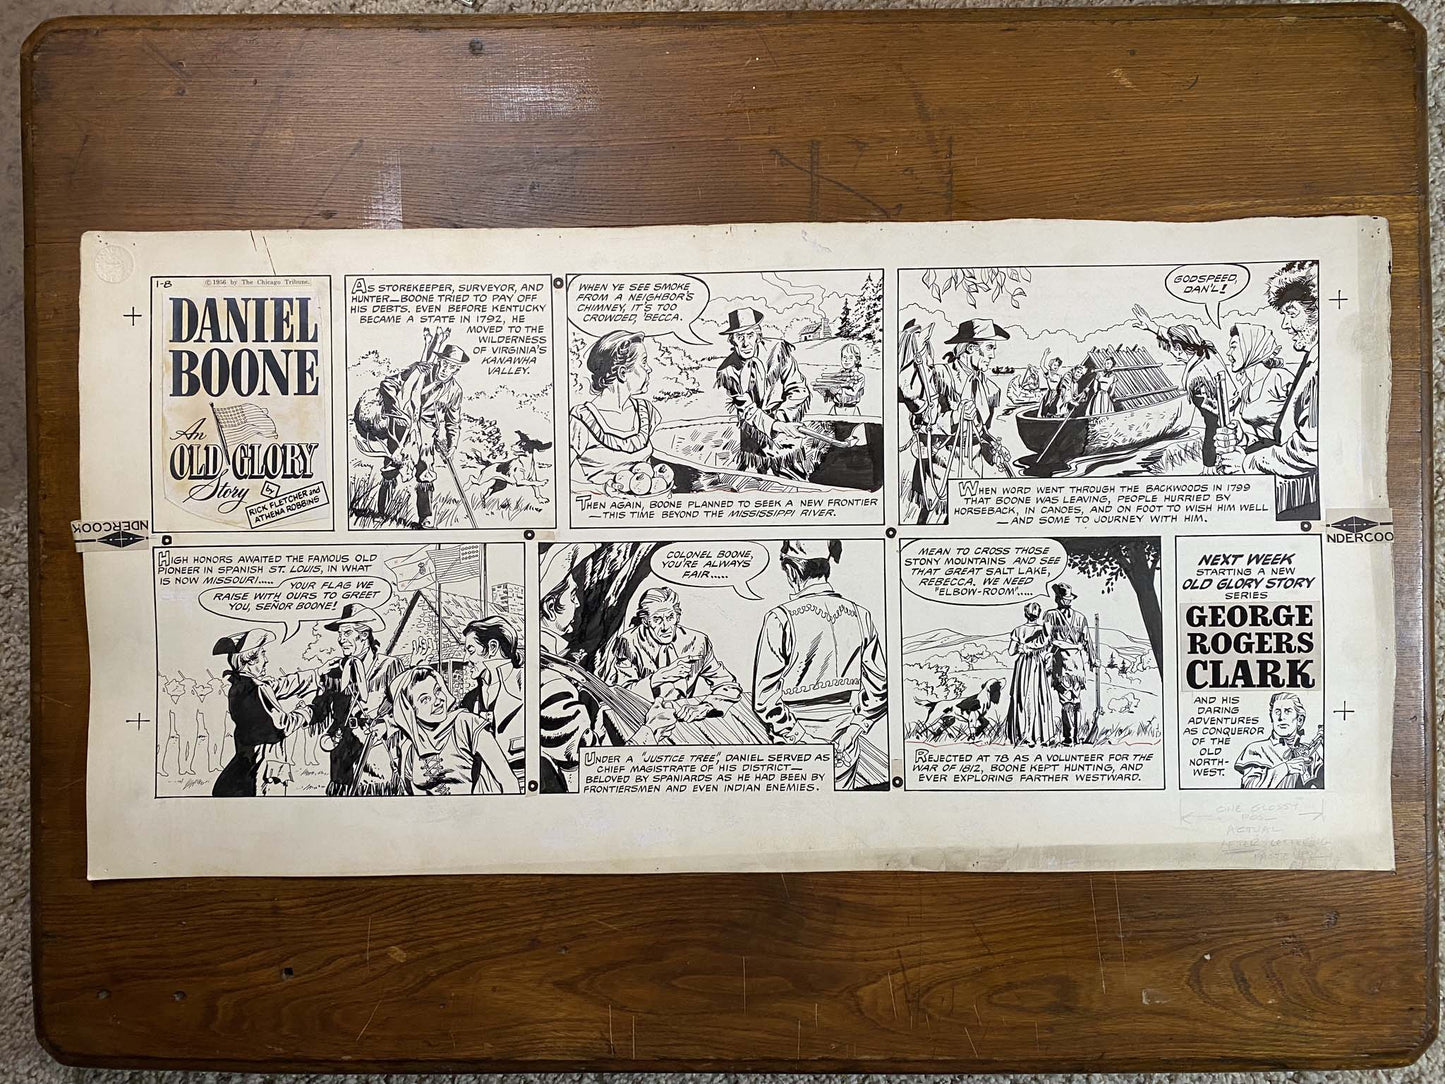 1-8
©1956 by The Chicago Tribune.
DANIEL
BOONE
An
OLD GLORY
Story
by
RICK FLETCHER and
ATHENA ROBBINS
AS STOREKEEPER, SURVEYOR, AND
HUNTER—BOONE TRIED TO PAY OFF
HIS DEBTS. EVEN BEFORE KENTUCKY
BECAME A STATE IN 1792, HE
MOVED TO THE
WILDERNESS
OF VIRGINIA'S
KANAWHA
VALLEY.
WHEN YE SEE SMOKE
FROM A NEIGHBOR'S
CHIMNEY, IT'S TOO
CROWDED, 'BECCA.
THEN AGAIN, BOONE PLANNED TO SEEK A NEW FRONTIER
—THIS TIME BEYOND THE MISSISSIPPI RIVER.
GODSPEED,
DAN'L!
WHEN WORD WENT THROUGH THE BACKWOODS IN 1799
THAT BOONE WAS LEAVING, PEOPLE HURRIED BY
HORSEBACK, IN CANOES, AND ON FOOT TO WISH HIM WELL
—AND SOME TO JOURNEY WITH HIM.
NDERCOOK
NDERCOO
HIGH HONORS AWAITED THE FAMOUS OLD
PIONEER IN SPANISH ST. LOUIS, IN WHAT
IS NOW MISSOURI.....
YOUR FLAG WE
RAISE WITH OURS TO GREET
YOU, SEÑOR BOONE!
COLONEL BOONE,
YOU'RE ALWAYS
FAIR.....
UNDER A "JUSTICE TREE", DANIEL SERVED AS
CHIEF MAGISTRATE OF HIS DISTRICT—
BELOVED BY SPANIARDS AS HE HAD BEEN BY
FRONTIERSMEN AND EVEN INDIAN ENEMIES.
MEAN TO CROSS THOSE
STONY MOUNTAINS AND SEE
THAT GREAT SALT LAKE,
REBECCA. WE NEED
"ELBOW-ROOM".....
REJECTED AT 78 AS A VOLUNTEER FOR THE
WAR OF 1812, BOONE KEPT HUNTING, AND
EVER EXPLORING FARTHER WESTWARD.
NEXT WEEK
STARTING A NEW
OLD GLORY STORY
SERIES
GEORGE
ROGERS
CLARK
AND HIS
DARING
ADVENTURES
AS CONQUEROR
OF THE
OLD
NORTH-
WEST.
ONE GLOSSY
POS.
ACTUAL